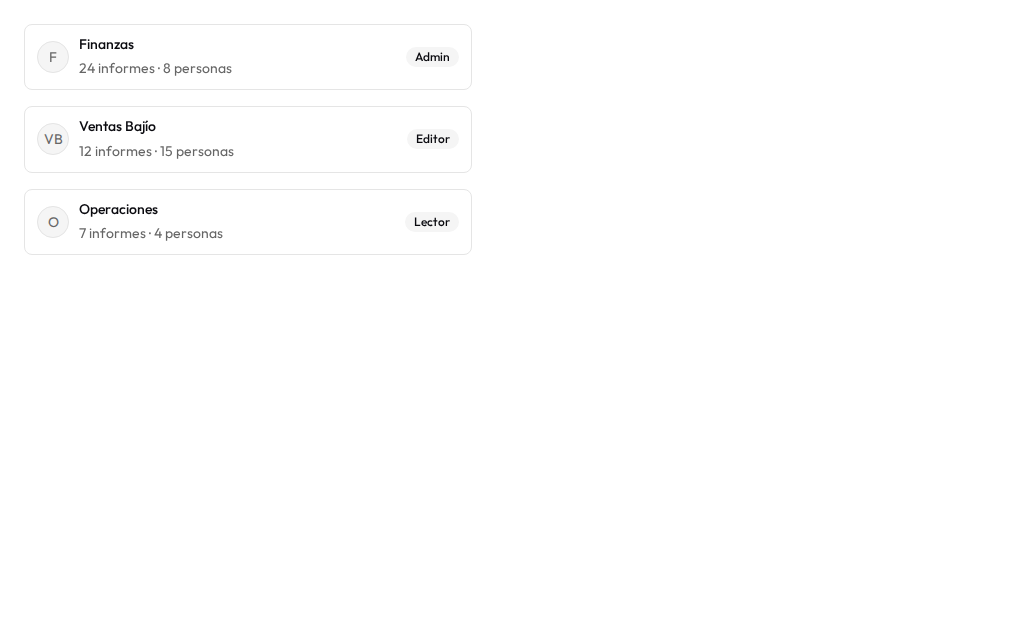 F
Finanzas
24 informes · 8 personas
Admin
VB
Ventas Bajío
12 informes · 15 personas
Editor
O
Operaciones
7 informes · 4 personas
Lector